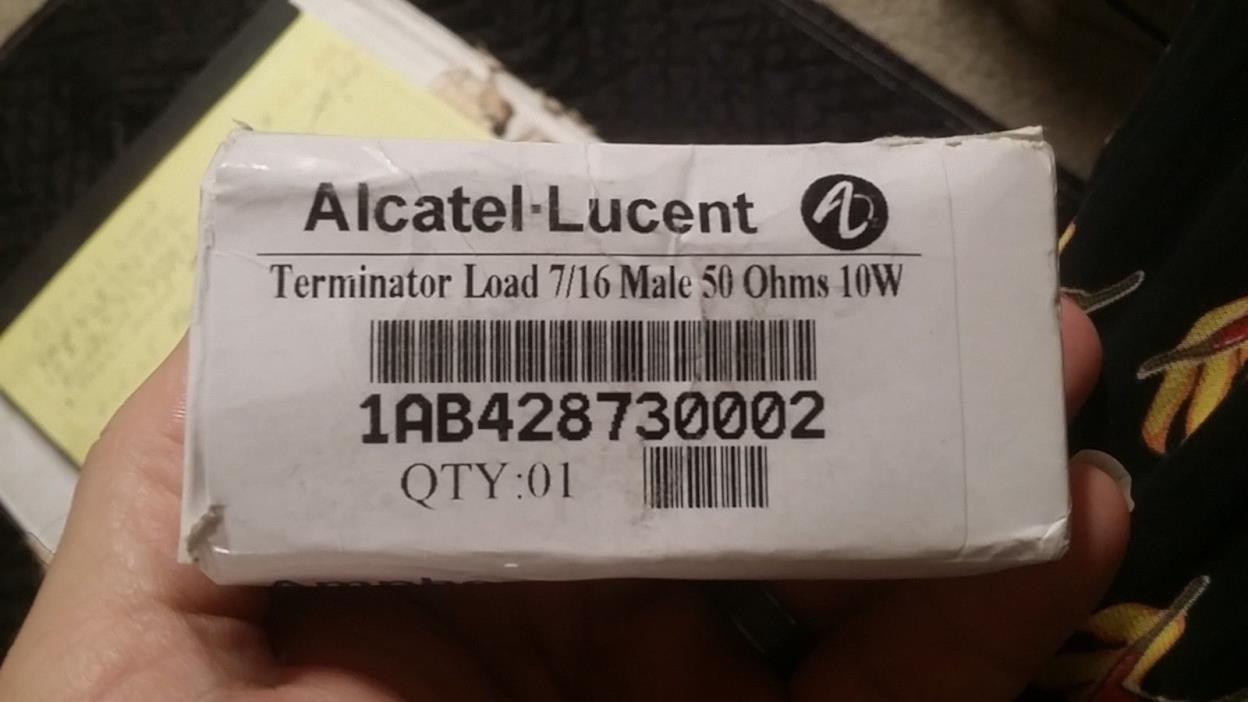 Alcatel·Lucent
Terminator Load 7/16 Male 50 Ohms 10W
1AB428730002
QTY:01